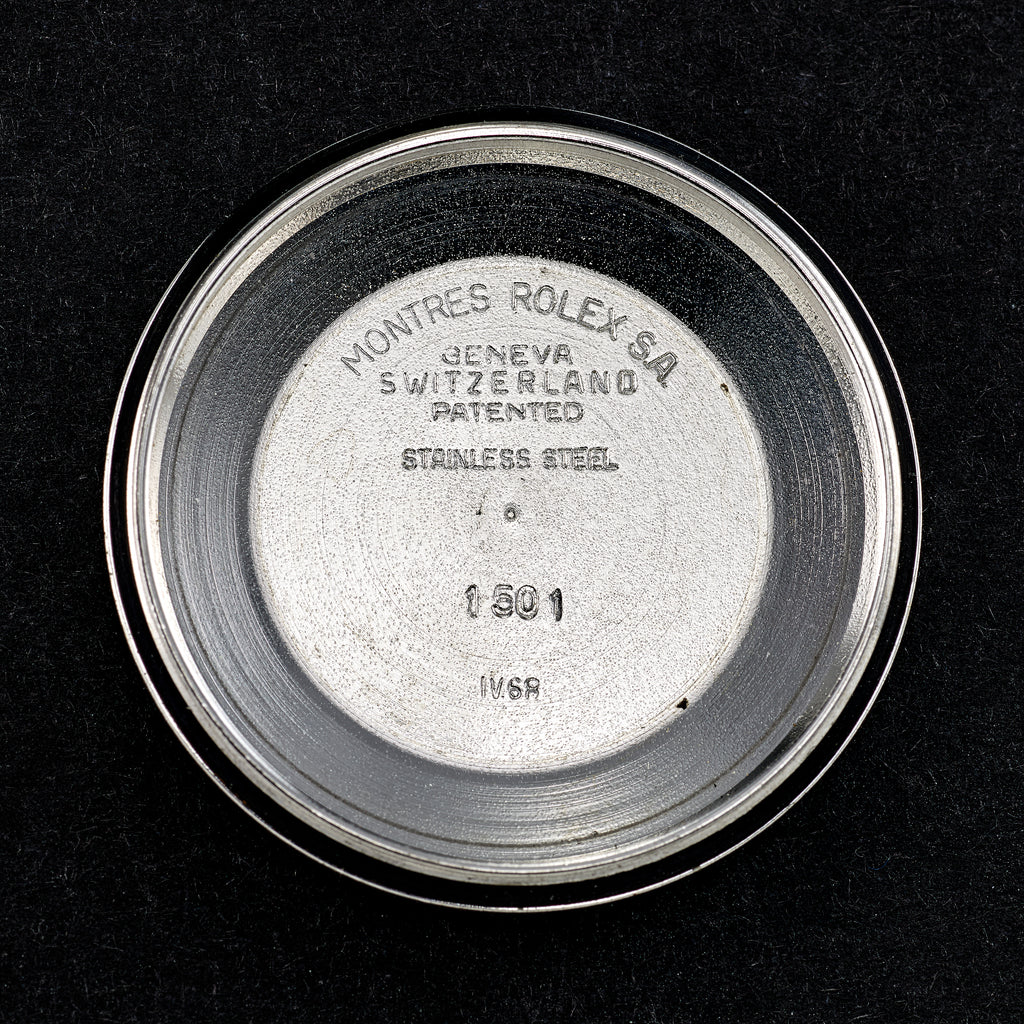 MONTRES ROLEX S.A.
GENEVA
SWITZERLAND
PATENTED
STAINLESS STEEL
1501
IV.68